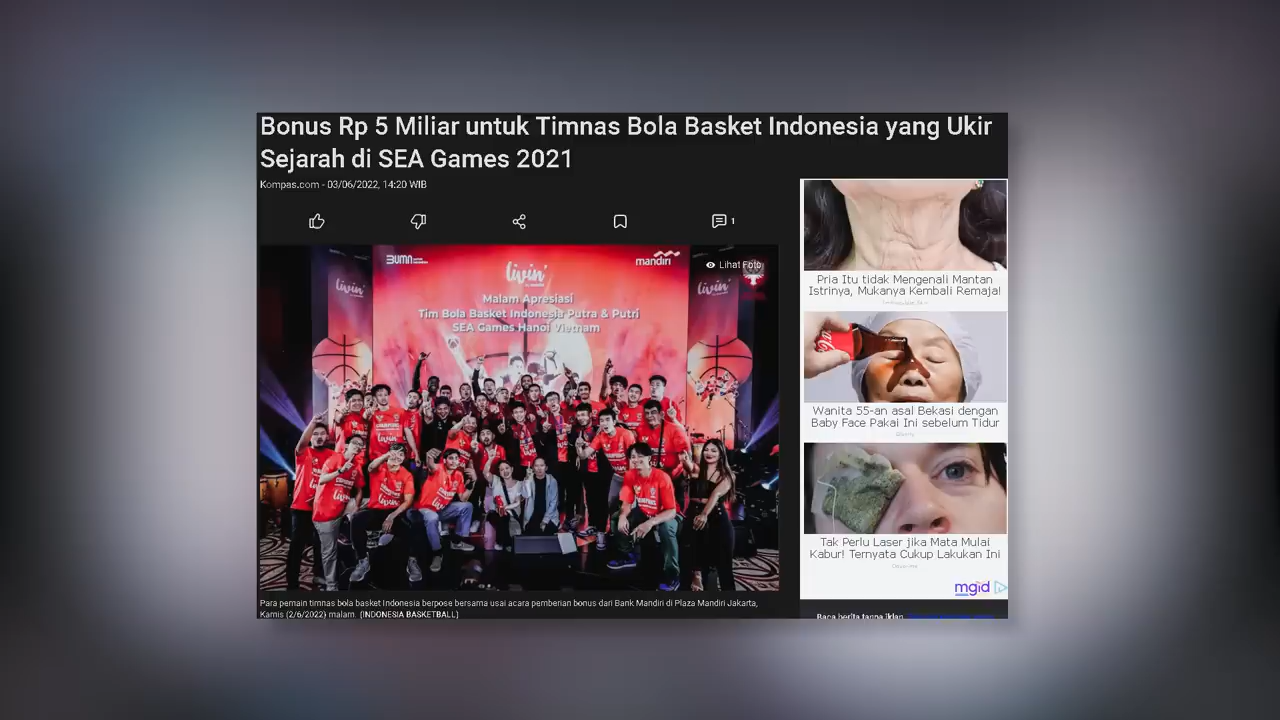 Bonus Rp 5 Miliar untuk Timnas Bola Basket Indonesia yang Ukir
Sejarah di SEA Games 2021
Kompas.com - 03/06/2022, 14:20 WIB
1
BUMN
mandiri
Lihat Foto
livin'
livin'
livin'
Malam Apresiasi
Tim Bola Basket Indonesia Putra & Putri
SEA Games Hanoi Vietnam
Para pemain timnas bola basket Indonesia berpose bersama usai acara pemberian bonus dari Bank Mandiri di Plaza Mandiri Jakarta,
Kamis (2/6/2022) malam. (INDONESIA BASKETBALL)
Pria Itu tidak Mengenali Mantan
Istrinya, Mukanya Kembali Remaja!
Wanita 55-an asal Bekasi dengan
Baby Face Pakai Ini sebelum Tidur
Tak Perlu Laser jika Mata Mulai
Kabur! Ternyata Cukup Lakukan Ini
mgid
Baca berita tanpa iklan.